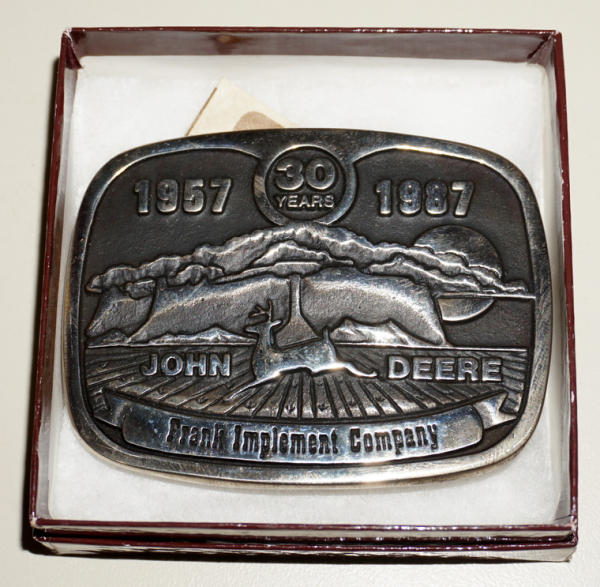 1957 30 1987
YEARS
JOHN DEERE
Frank Implement Company